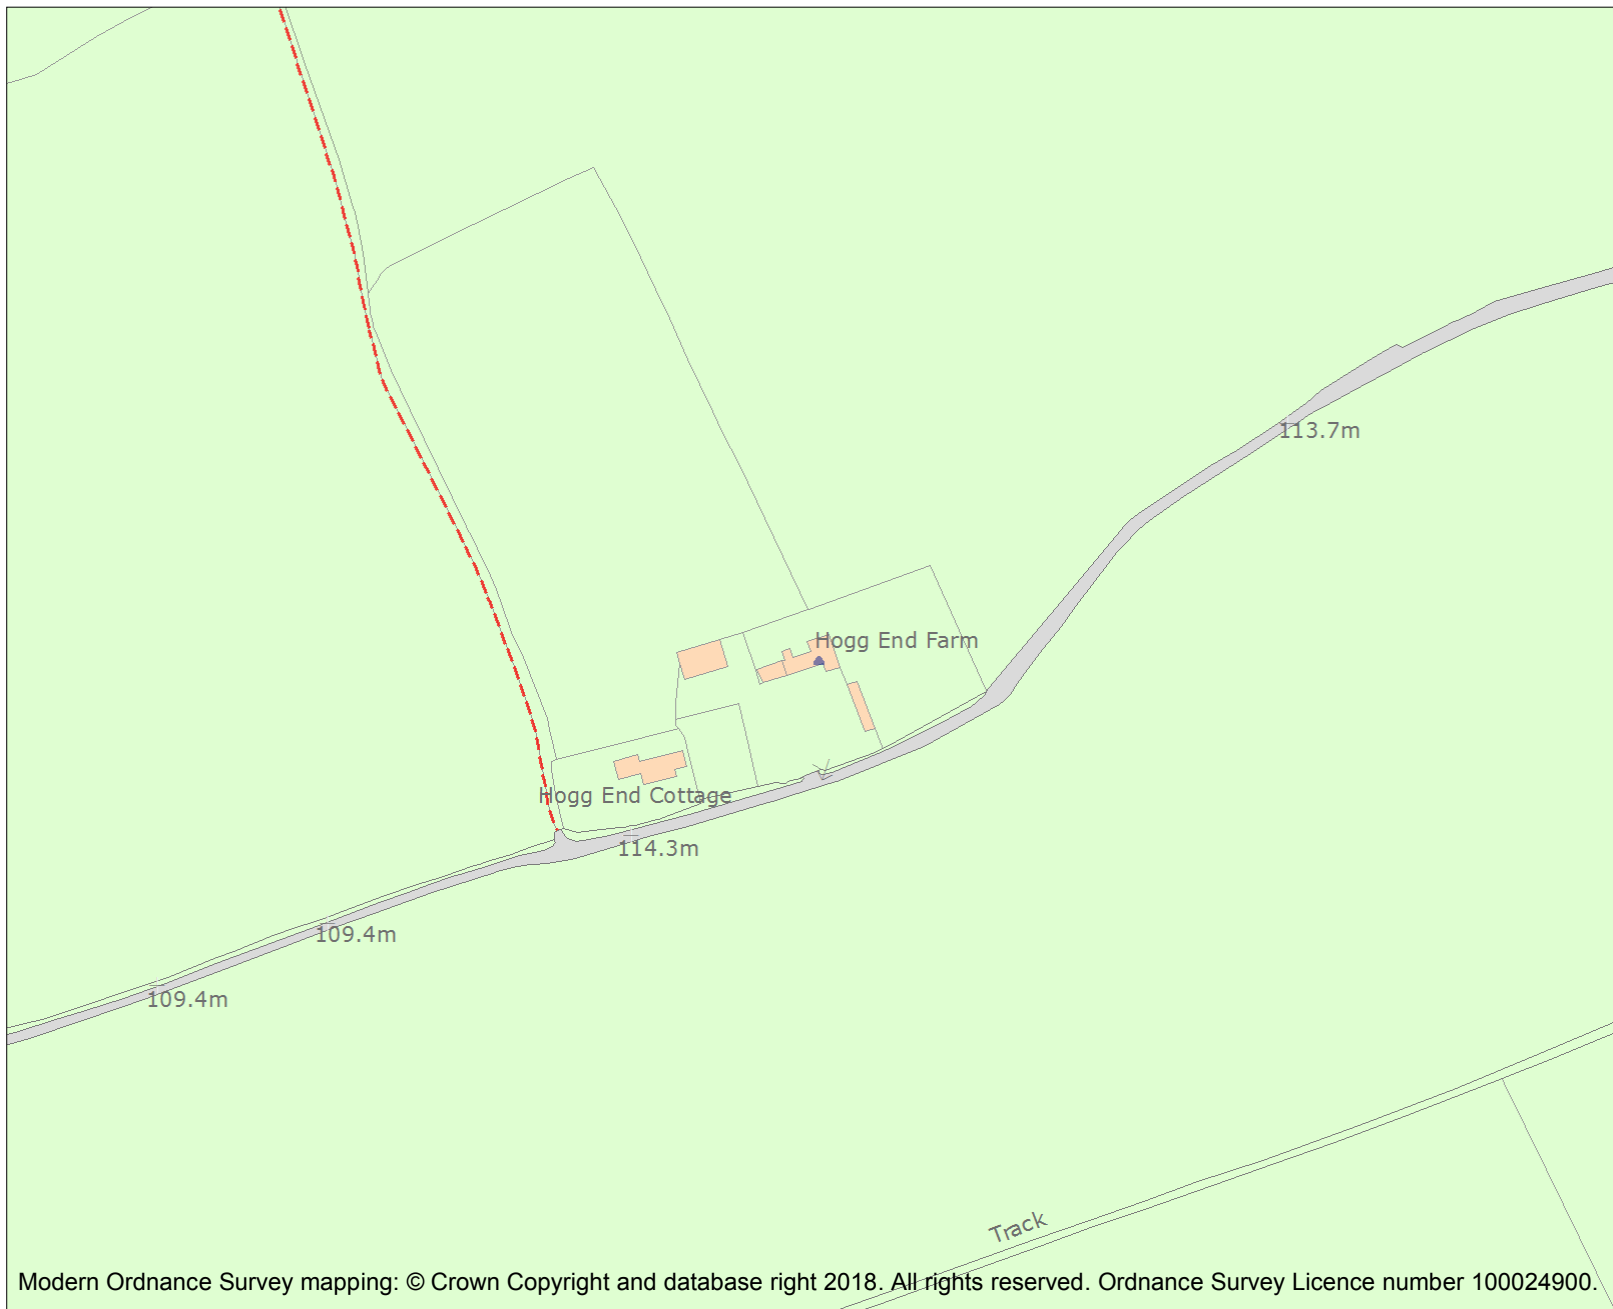 113.7m
Hogg End Farm
Hogg End Cottage
114.3m
109.4m
109.4m
Track
Modern Ordnance Survey mapping: © Crown Copyright and database right 2018. All rights reserved. Ordnance Survey Licence number 100024900.